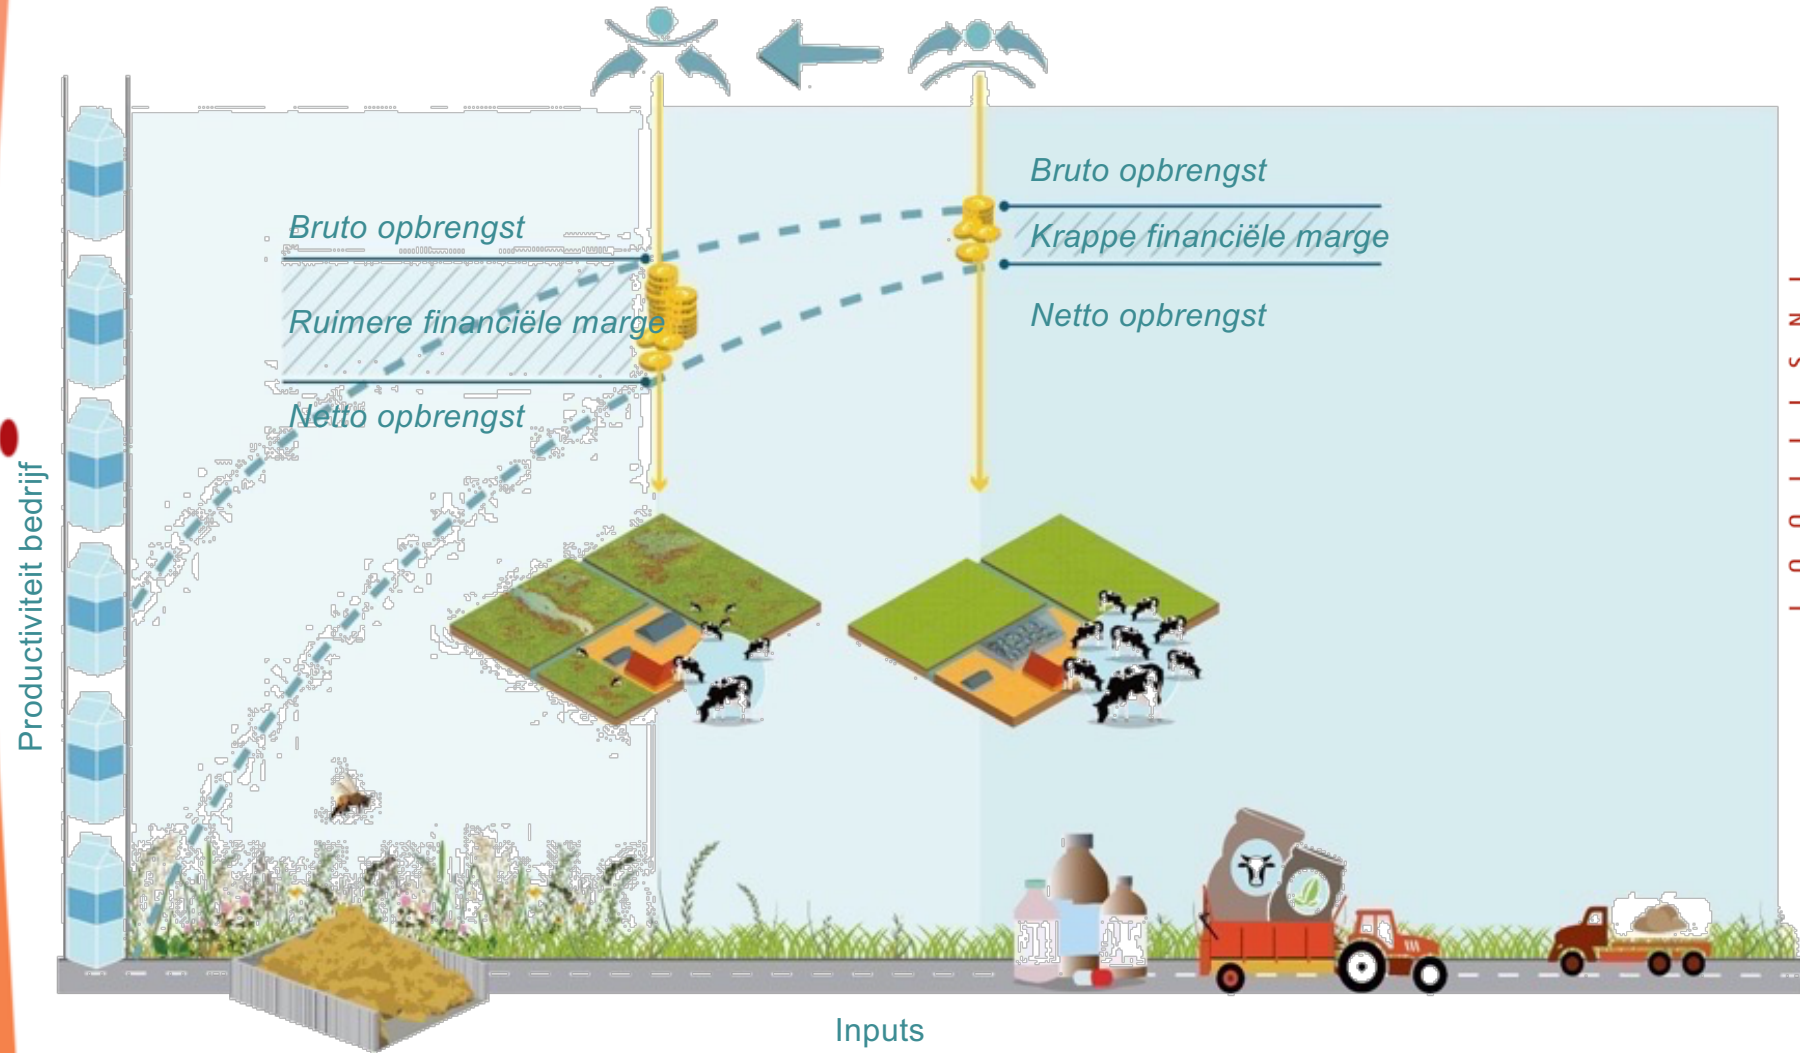 Bruto opbrengst
Krappe financiële marge
Netto opbrengst
Bruto opbrengst
Ruimere financiële marge
Netto opbrengst
Productiviteit bedrijf
Inputs